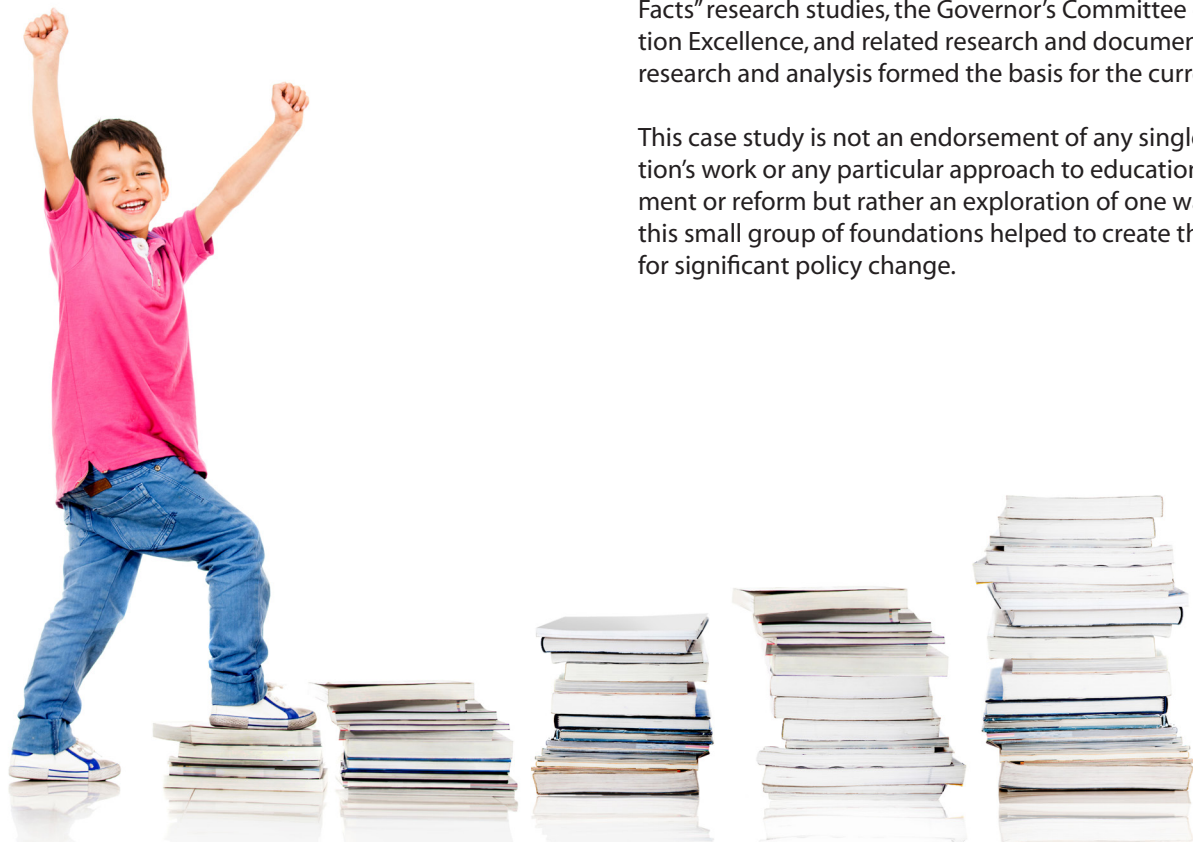 Facts” research studies, the Governor’s Committee
tion Excellence, and related research and documen
research and analysis formed the basis for the curr
This case study is not an endorsement of any single
tion’s work or any particular approach to education
ment or reform but rather an exploration of one wa
this small group of foundations helped to create th
for significant policy change.